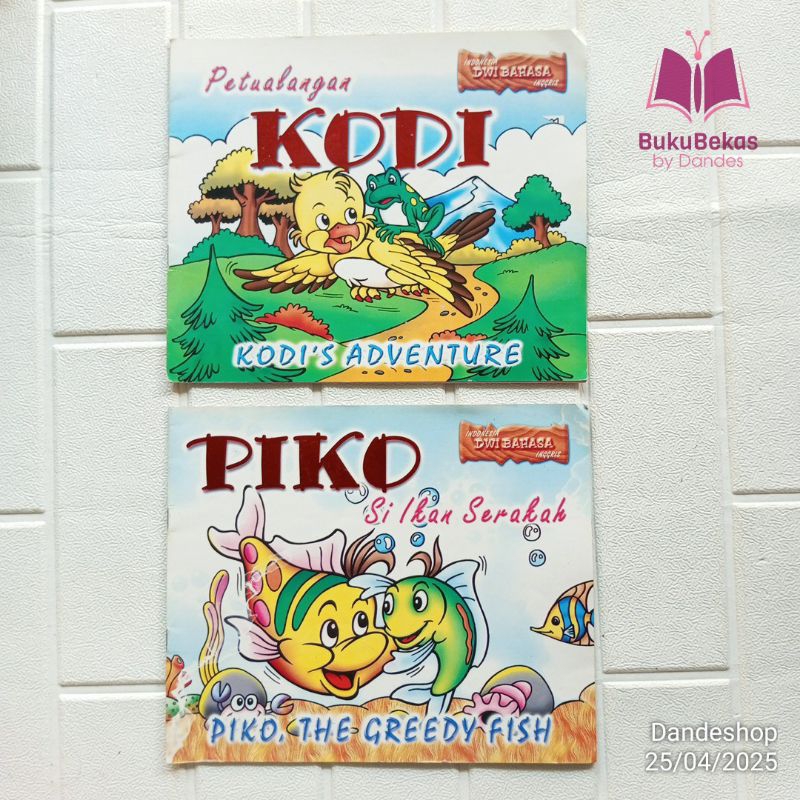 Petualangan
KODI
INDONESIA
DWI BAHASA
INGGRIS
KODI'S ADVENTURE
BukuBekas
by Dandes
PIKO
Si Ikan Serakah
INDONESIA
DWI BAHASA
INGGRIS
PIKO, THE GREEDY FISH
Dandeshop
25/04/2025